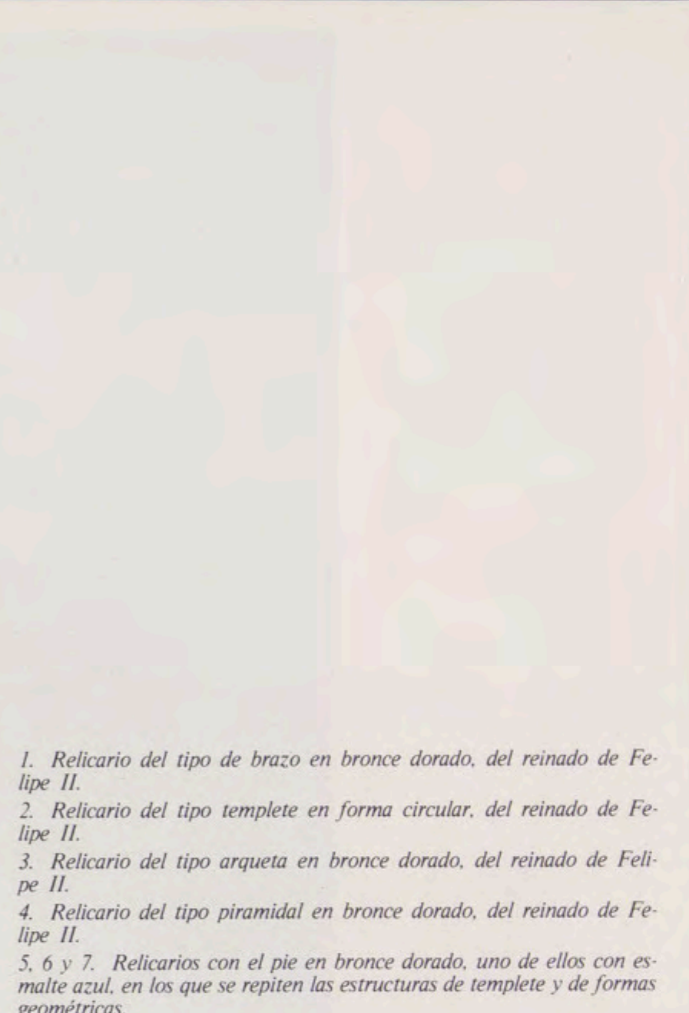 1. Relicario del tipo de brazo en bronce dorado, del reinado de Fe-
lipe II.
2. Relicario del tipo templete en forma circular, del reinado de Fe-
lipe II.
3. Relicario del tipo arqueta en bronce dorado, del reinado de Feli-
pe II.
4. Relicario del tipo piramidal en bronce dorado, del reinado de Fe-
lipe II.
5, 6 y 7. Relicarios con el pie en bronce dorado, uno de ellos con es-
malte azul, en los que se repiten las estructuras de templete y de formas
geométricas